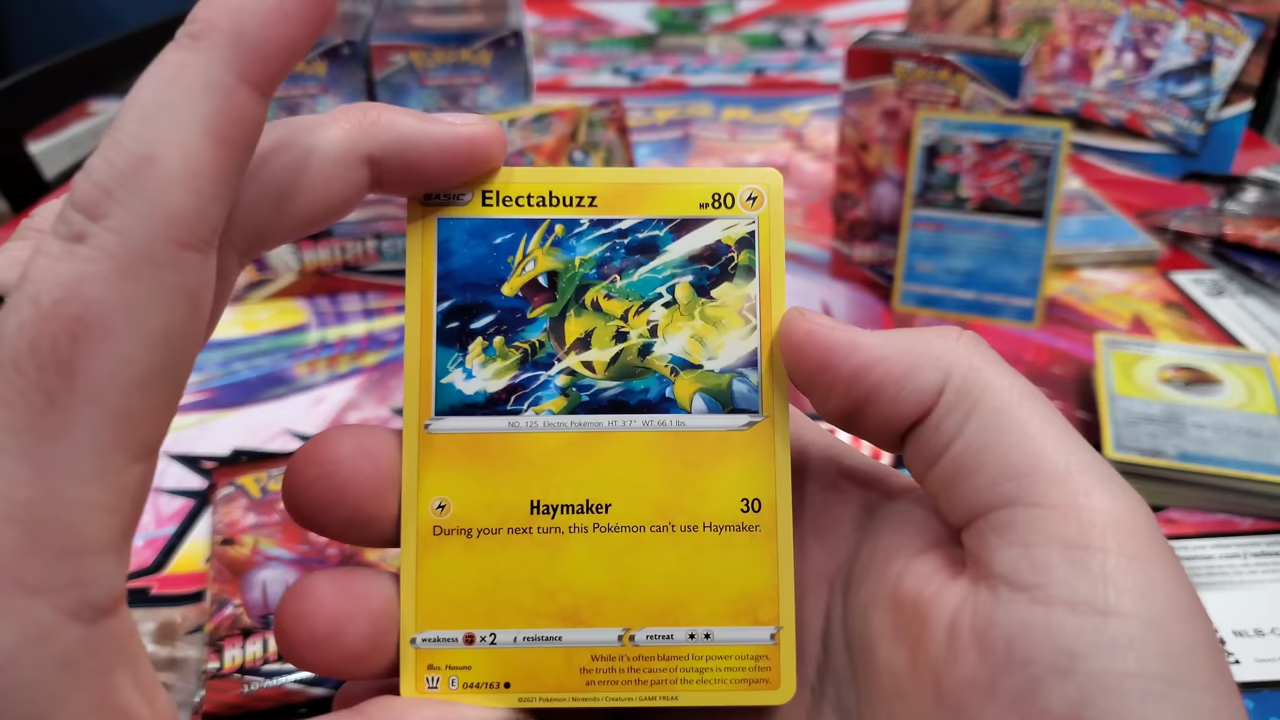 Pokémon
BASIC Electabuzz HP 80
NO. 125 Electric Pokémon HT: 3'7" WT: 66.1 lbs.
Haymaker 30
During your next turn, this Pokémon can't use Haymaker.
weakness ×2 resistance retreat
While it's often blamed for power outages,
the truth is the cause of outages is more often
an error on the part of the electric company.
Illus. Hasuno
E 044/163
©2021 Pokémon / Nintendo / Creatures / GAME FREAK
BATTLE